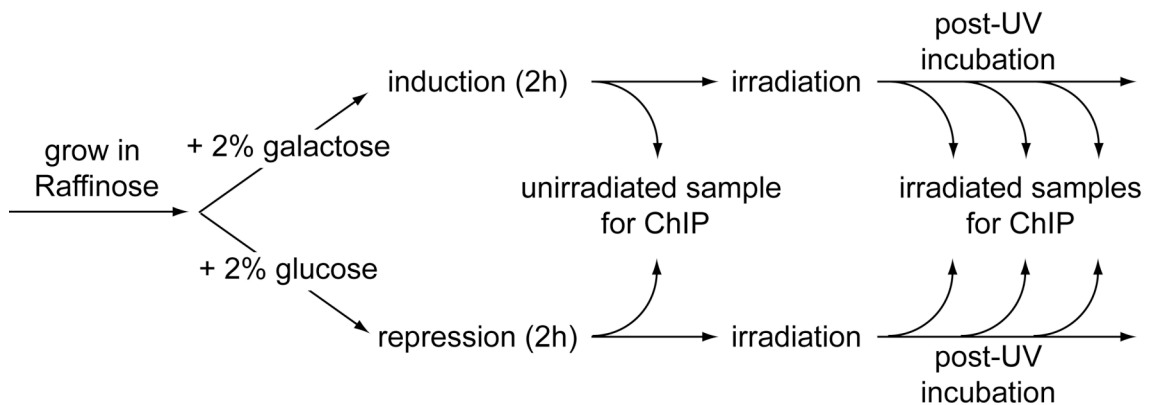 post-UV
incubation
induction (2h)
irradiation
+ 2% galactose
grow in
Raffinose
unirradiated sample
for ChIP
irradiated samples
for ChIP
+ 2% glucose
repression (2h)
irradiation
post-UV
incubation